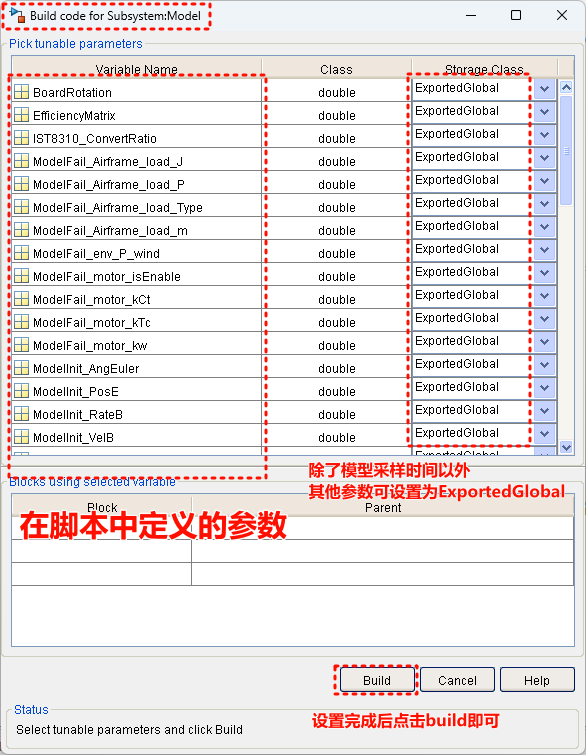 Build code for Subsystem:Model
Pick tunable parameters
Variable Name Class Storage Class
BoardRotation double ExportedGlobal
EfficiencyMatrix double ExportedGlobal
IST8310_ConvertRatio double ExportedGlobal
ModelFail_Airframe_load_J double ExportedGlobal
ModelFail_Airframe_load_P double ExportedGlobal
ModelFail_Airframe_load_Type double ExportedGlobal
ModelFail_Airframe_load_m double ExportedGlobal
ModelFail_env_P_wind double ExportedGlobal
ModelFail_motor_isEnable double ExportedGlobal
ModelFail_motor_kCt double ExportedGlobal
ModelFail_motor_kTc double ExportedGlobal
ModelFail_motor_kw double ExportedGlobal
ModelInit_AngEuler double ExportedGlobal
ModelInit_PosE double ExportedGlobal
ModelInit_RateB double ExportedGlobal
ModelInit_VelB double ExportedGlobal
除了模型采样时间以外
其他参数可设置为ExportedGlobal
Blocks using selected variable
Block Parent
在脚本中定义的参数
Build Cancel Help
设置完成后点击build即可
Status
Select tunable parameters and click Build